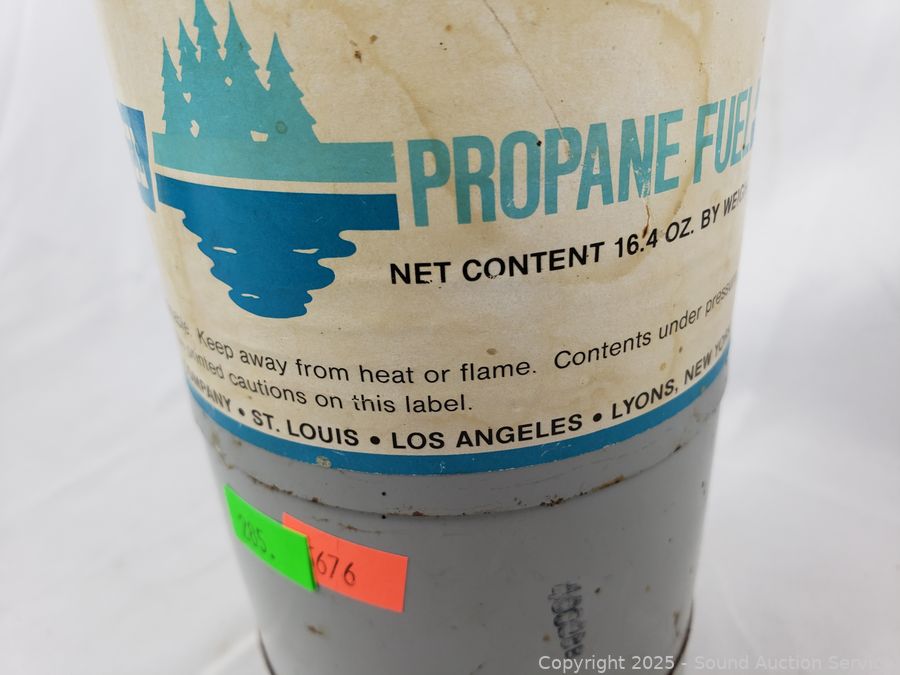 PROPANE FUEL
NET CONTENT 16.4 OZ. BY
Keep away from heat or flame. Contents under
cautions on this label.
• ST. LOUIS • LOS ANGELES • LYONS, NEW YORK
285.
676
Copyright 2025 - Sound Auction Service